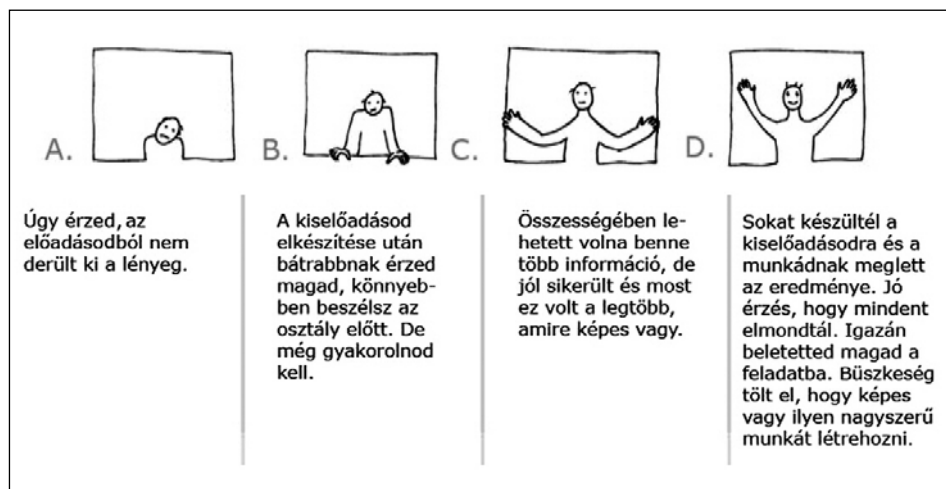 A.
B.
C.
D.
Úgy érzed, az
előadásodból nem
derült ki a lényeg.
A kiselőadásod
elkészítése után
bátrabbnak érzed
magad, könnyeb-
ben beszélsz az
osztály előtt. De
még gyakorolnod
kell.
Összességében le-
hetett volna benne
több információ, de
jól sikerült és most
ez volt a legtöbb,
amire képes vagy.
Sokat készültél a
kiselőadásodra és a
munkádnak meglett
az eredménye. Jó
érzés, hogy mindent
elmondtál. Igazán
beletetted magad a
feladatba. Büszkeség
tölt el, hogy képes
vagy ilyen nagyszerű
munkát létrehozni.